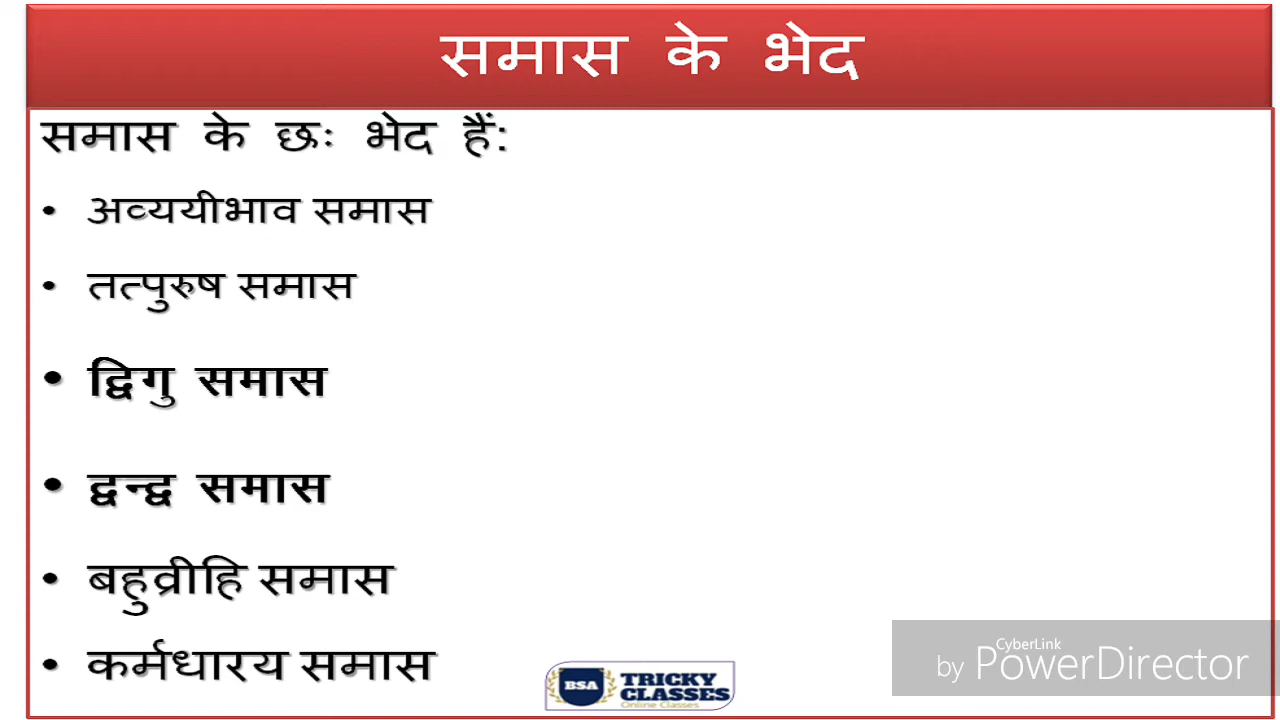 समास के भेद
समास के छः भेद हैं:
• अव्ययीभाव समास
• तत्पुरुष समास
• द्विगु समास
• द्वन्द्व समास
• बहुव्रीहि समास
• कर्मधारय समास
BSA TRICKY CLASSES
Online Classes
CyberLink
by PowerDirector